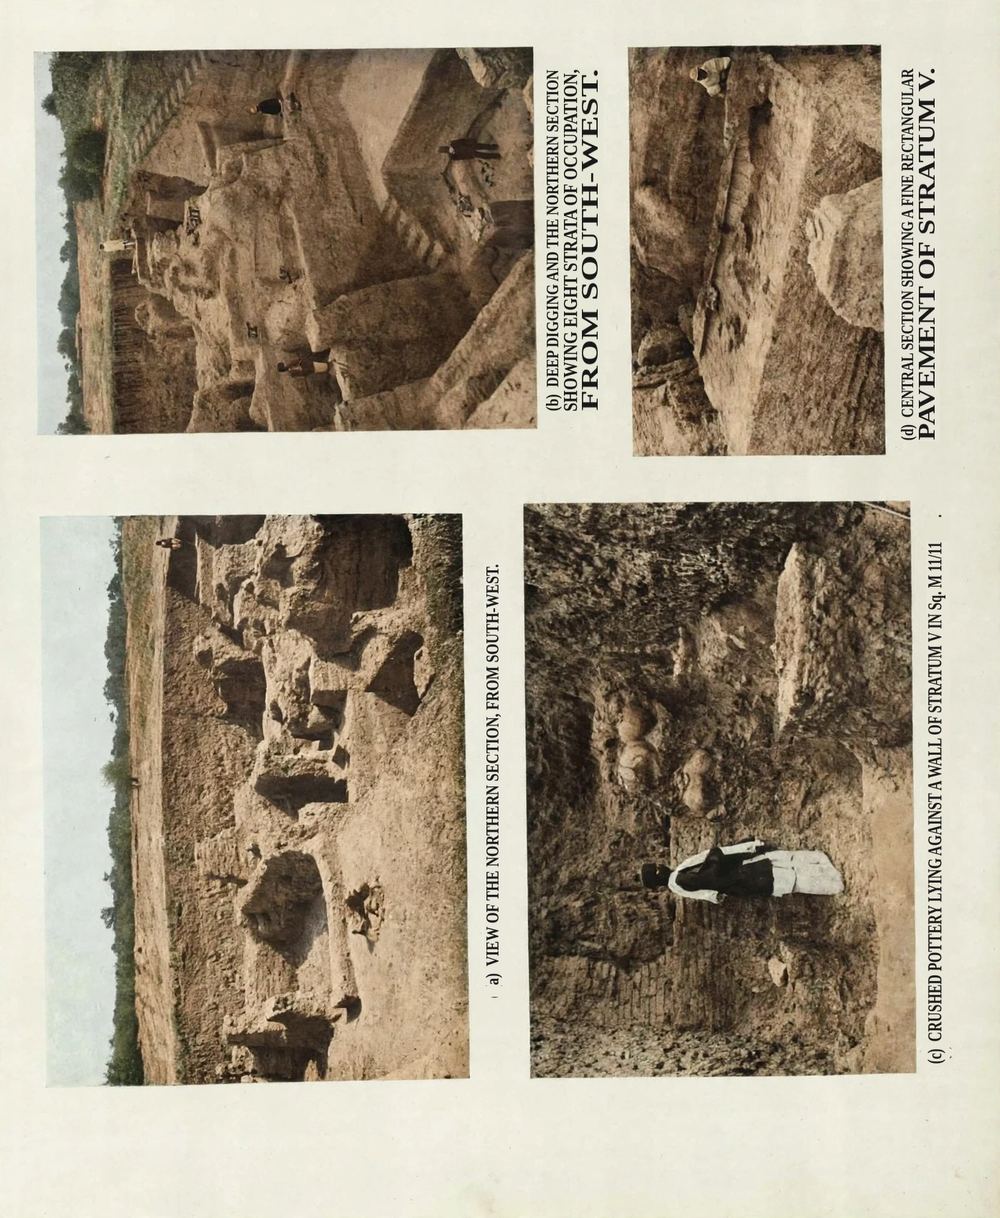 a) VIEW OF THE NORTHERN SECTION, FROM SOUTH-WEST.
(b) DEEP DIGGING AND THE NORTHERN SECTION
SHOWING EIGHT STRATA OF OCCUPATION,
FROM SOUTH-WEST.
(c) CRUSHED POTTERY LYING AGAINST A WALL OF STRATUM V IN Sq. M 11/11
(d) CENTRAL SECTION SHOWING A FINE RECTANGULAR
PAVEMENT OF STRATUM V.